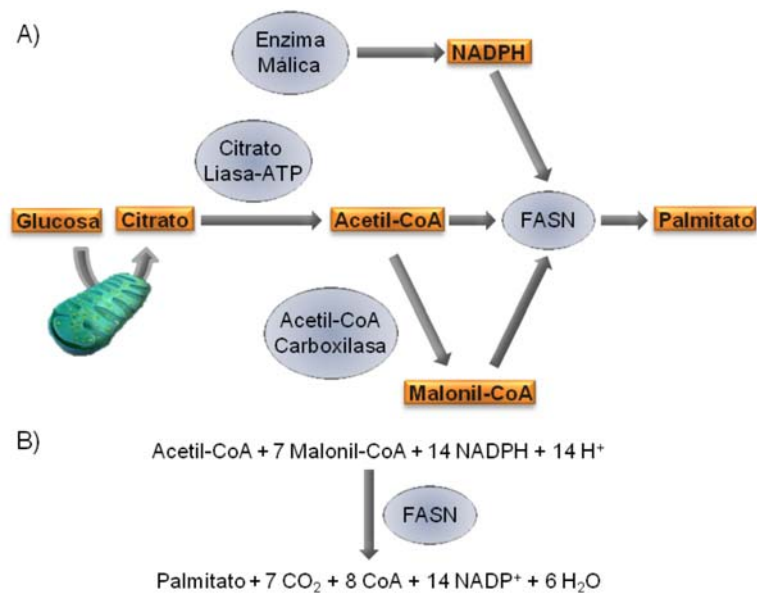 A)
Enzima
Málica
NADPH
Citrato
Liasa-ATP
Glucosa
Citrato
Acetil-CoA
FASN
Palmitato
Acetil-CoA
Carboxilasa
Malonil-CoA
B)
Acetil-CoA + 7 Malonil-CoA + 14 NADPH + 14 H⁺
FASN
Palmitato + 7 CO₂ + 8 CoA + 14 NADP⁺ + 6 H₂O